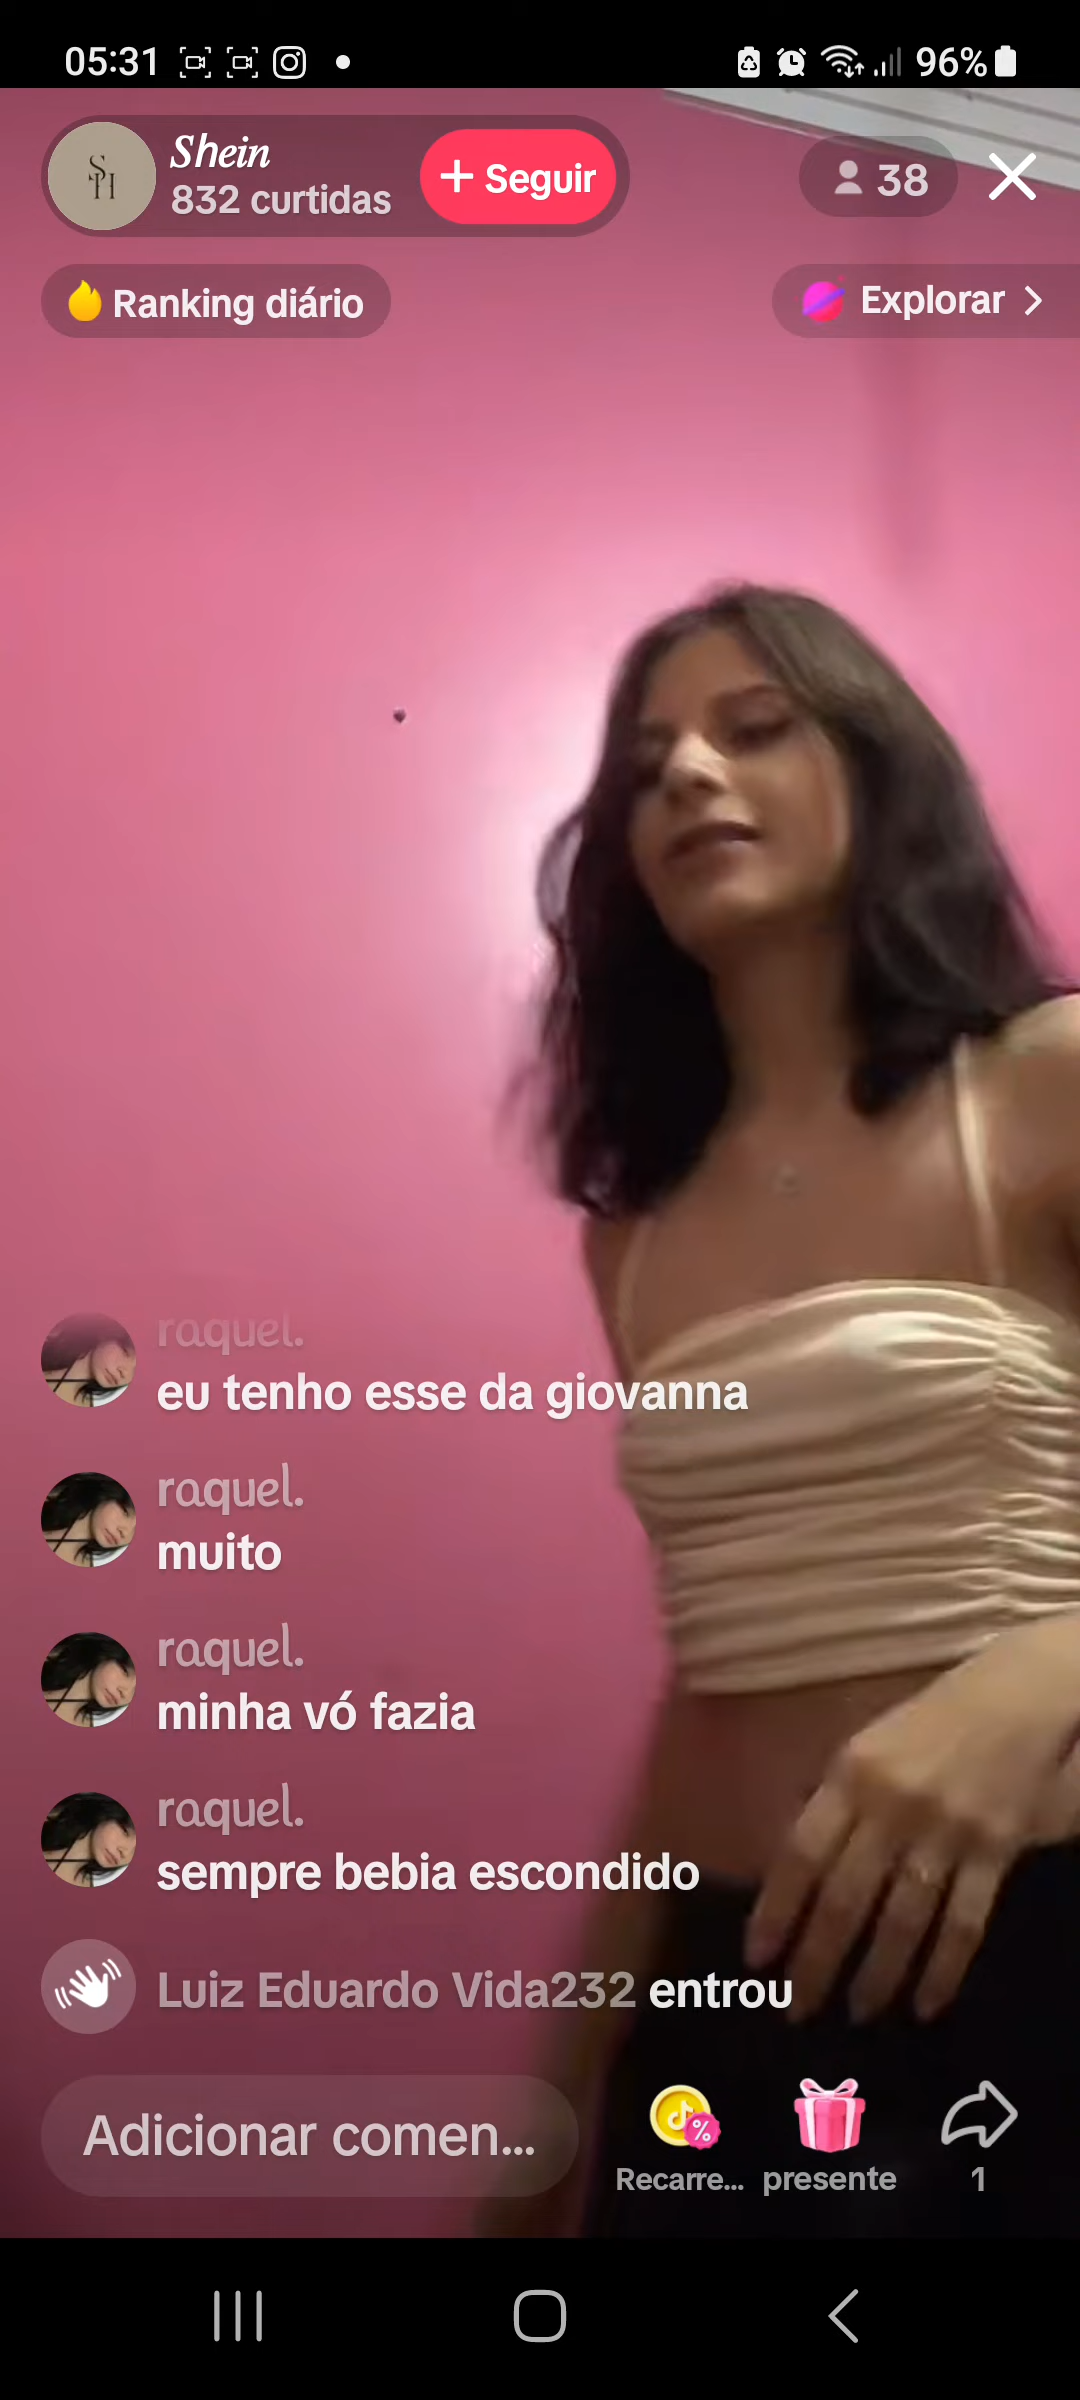 05:31
96%
SH
Shein
832 curtidas
+ Seguir
38
Ranking diário
Explorar
raquel.
eu tenho esse da giovanna
raquel.
muito
raquel.
minha vó fazia
raquel.
sempre bebia escondido
Luiz Eduardo Vida232 entrou
Adicionar comen...
%
Recarre...
presente
1